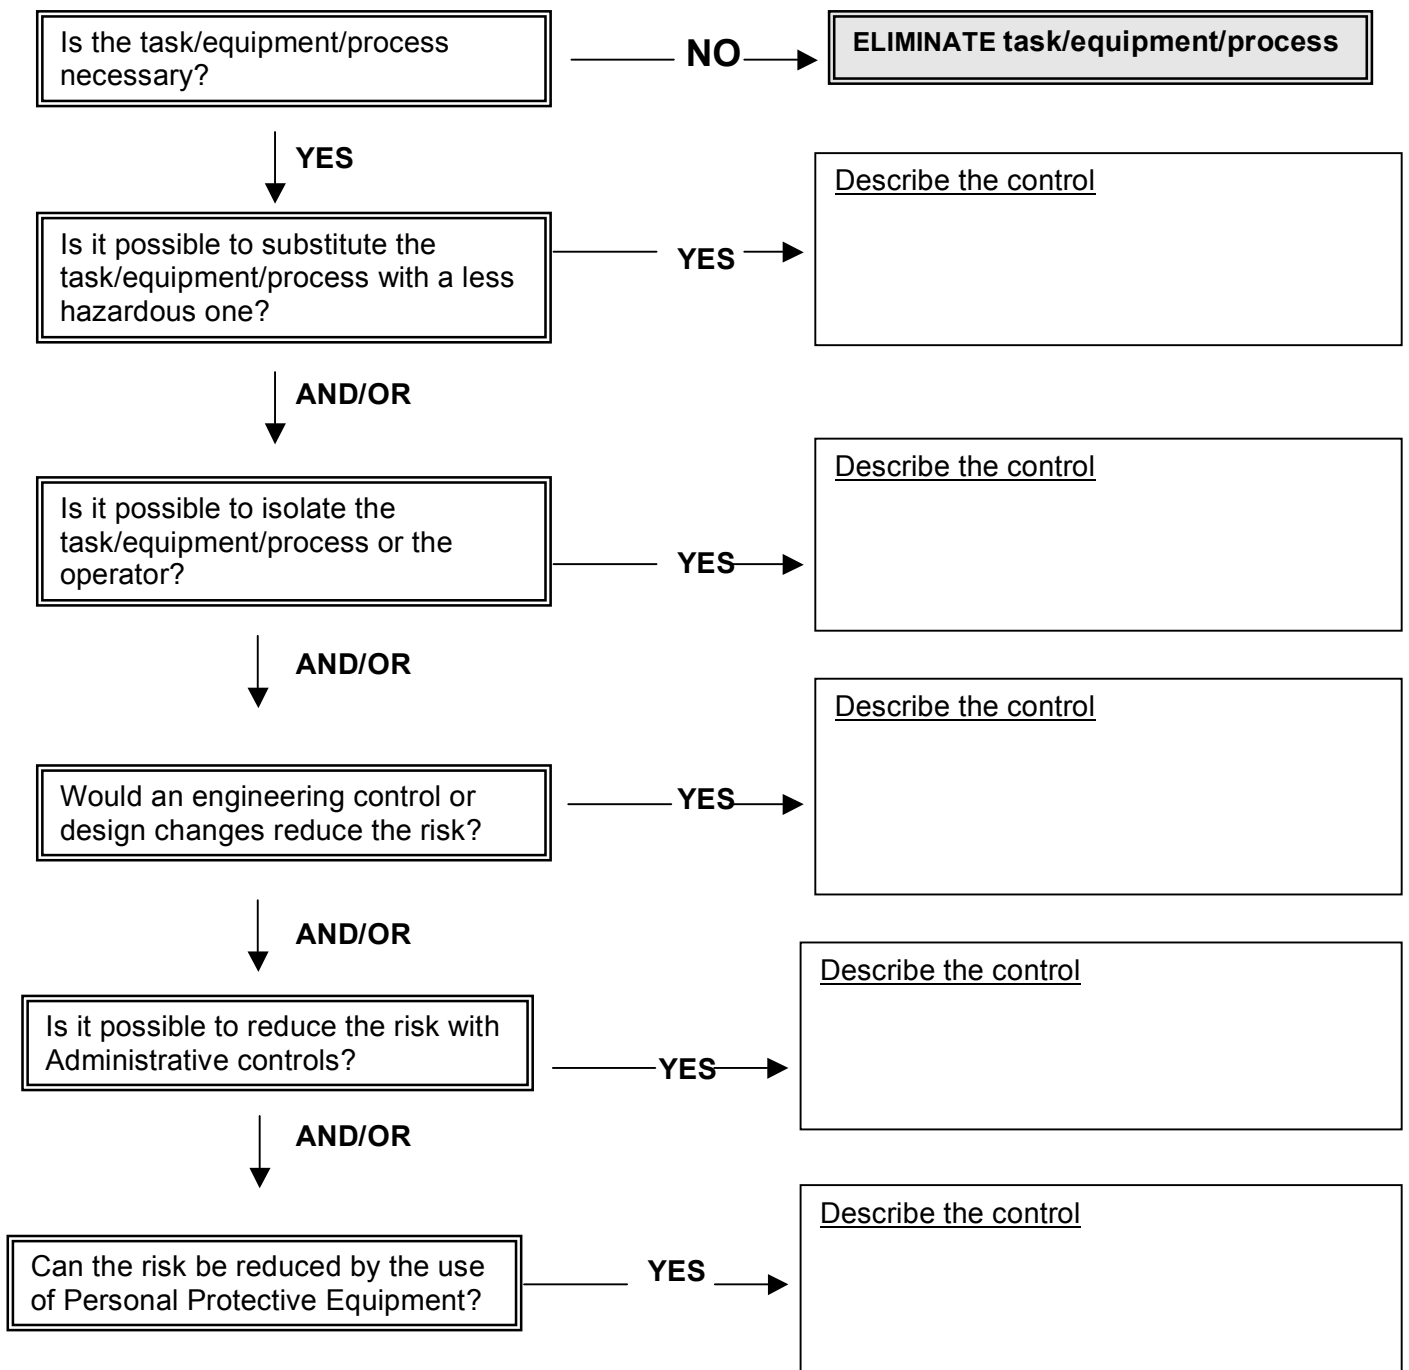 Is the task/equipment/process
necessary?
NO
ELIMINATE task/equipment/process
YES
Is it possible to substitute the
task/equipment/process with a less
hazardous one?
YES
Describe the control
AND/OR
Is it possible to isolate the
task/equipment/process or the
operator?
YES
Describe the control
AND/OR
Would an engineering control or
design changes reduce the risk?
YES
Describe the control
AND/OR
Is it possible to reduce the risk with
Administrative controls?
YES
Describe the control
AND/OR
Can the risk be reduced by the use
of Personal Protective Equipment?
YES
Describe the control